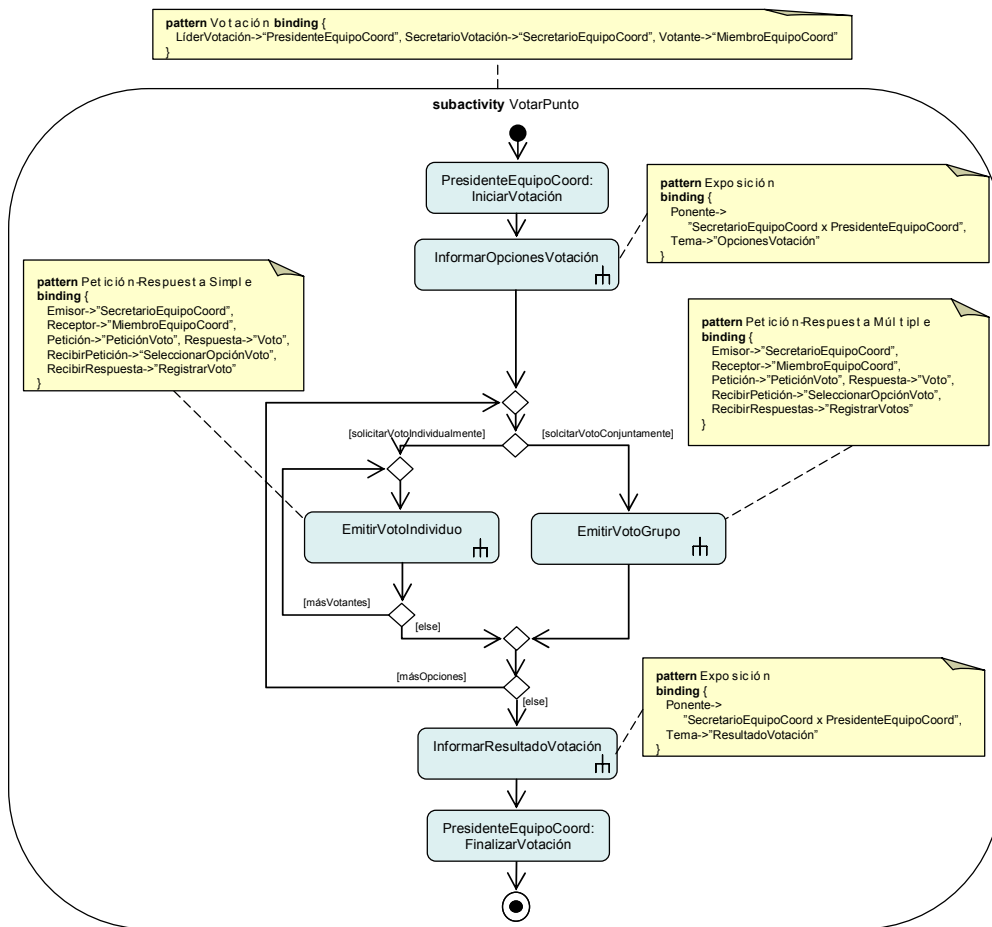 pattern Votación binding {
LíderVotación->“PresidenteEquipoCoord”, SecretarioVotación->“SecretarioEquipoCoord”, Votante->“MiembroEquipoCoord”
}
subactivity VotarPunto
PresidenteEquipoCoord:
IniciarVotación
pattern Exposición
binding {
Ponente->
”SecretarioEquipoCoord x PresidenteEquipoCoord”,
Tema->”OpcionesVotación”
}
InformarOpcionesVotación
pattern Petición-Respuesta Simple
binding {
Emisor->”SecretarioEquipoCoord”,
Receptor->”MiembroEquipoCoord”,
Petición->”PeticiónVoto”, Respuesta->”Voto”,
RecibirPetición->“SeleccionarOpciónVoto”,
RecibirRespuesta->”RegistrarVoto”
}
pattern Petición-Respuesta Múltiple
binding {
Emisor->”SecretarioEquipoCoord”,
Receptor->”MiembroEquipoCoord”,
Petición->”PeticiónVoto”, Respuesta->”Voto”,
RecibirPetición->”SeleccionarOpciónVoto”,
RecibirRespuestas->”RegistrarVotos”
}
[solicitarVotoIndividualmente]
[solcitarVotoConjuntamente]
EmitirVotoIndividuo
EmitirVotoGrupo
[másVotantes]
[else]
[másOpciones]
[else]
pattern Exposición
binding {
Ponente->
”SecretarioEquipoCoord x PresidenteEquipoCoord”,
Tema->”ResultadoVotación”
}
InformarResultadoVotación
PresidenteEquipoCoord:
FinalizarVotación